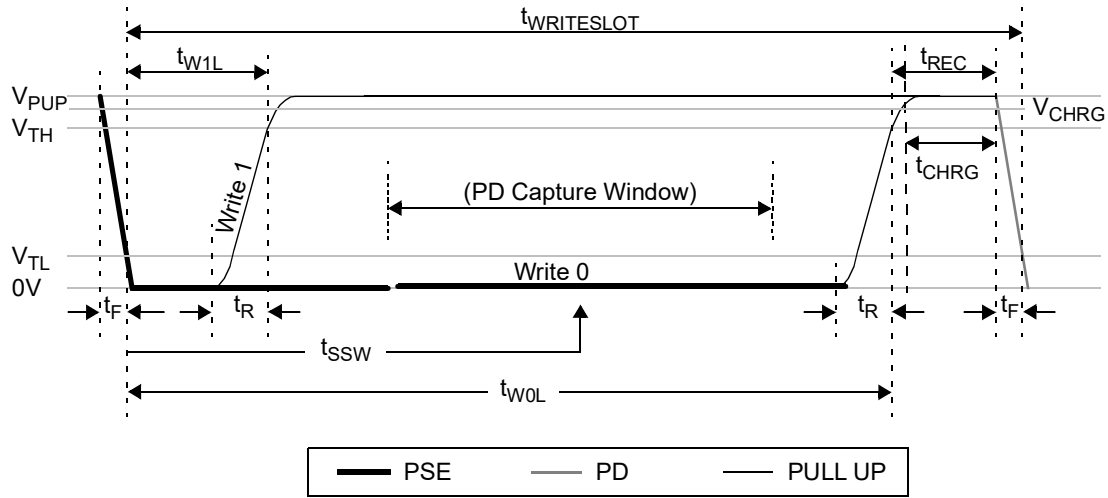 tWRITESLOT
tW1L
tREC
VPUP
VCHRG
VTH
tCHRG
Write 1
(PD Capture Window)
VTL
Write 0
0V
tF
tR
tR
tF
tSSW
tW0L
PSE PD PULL UP